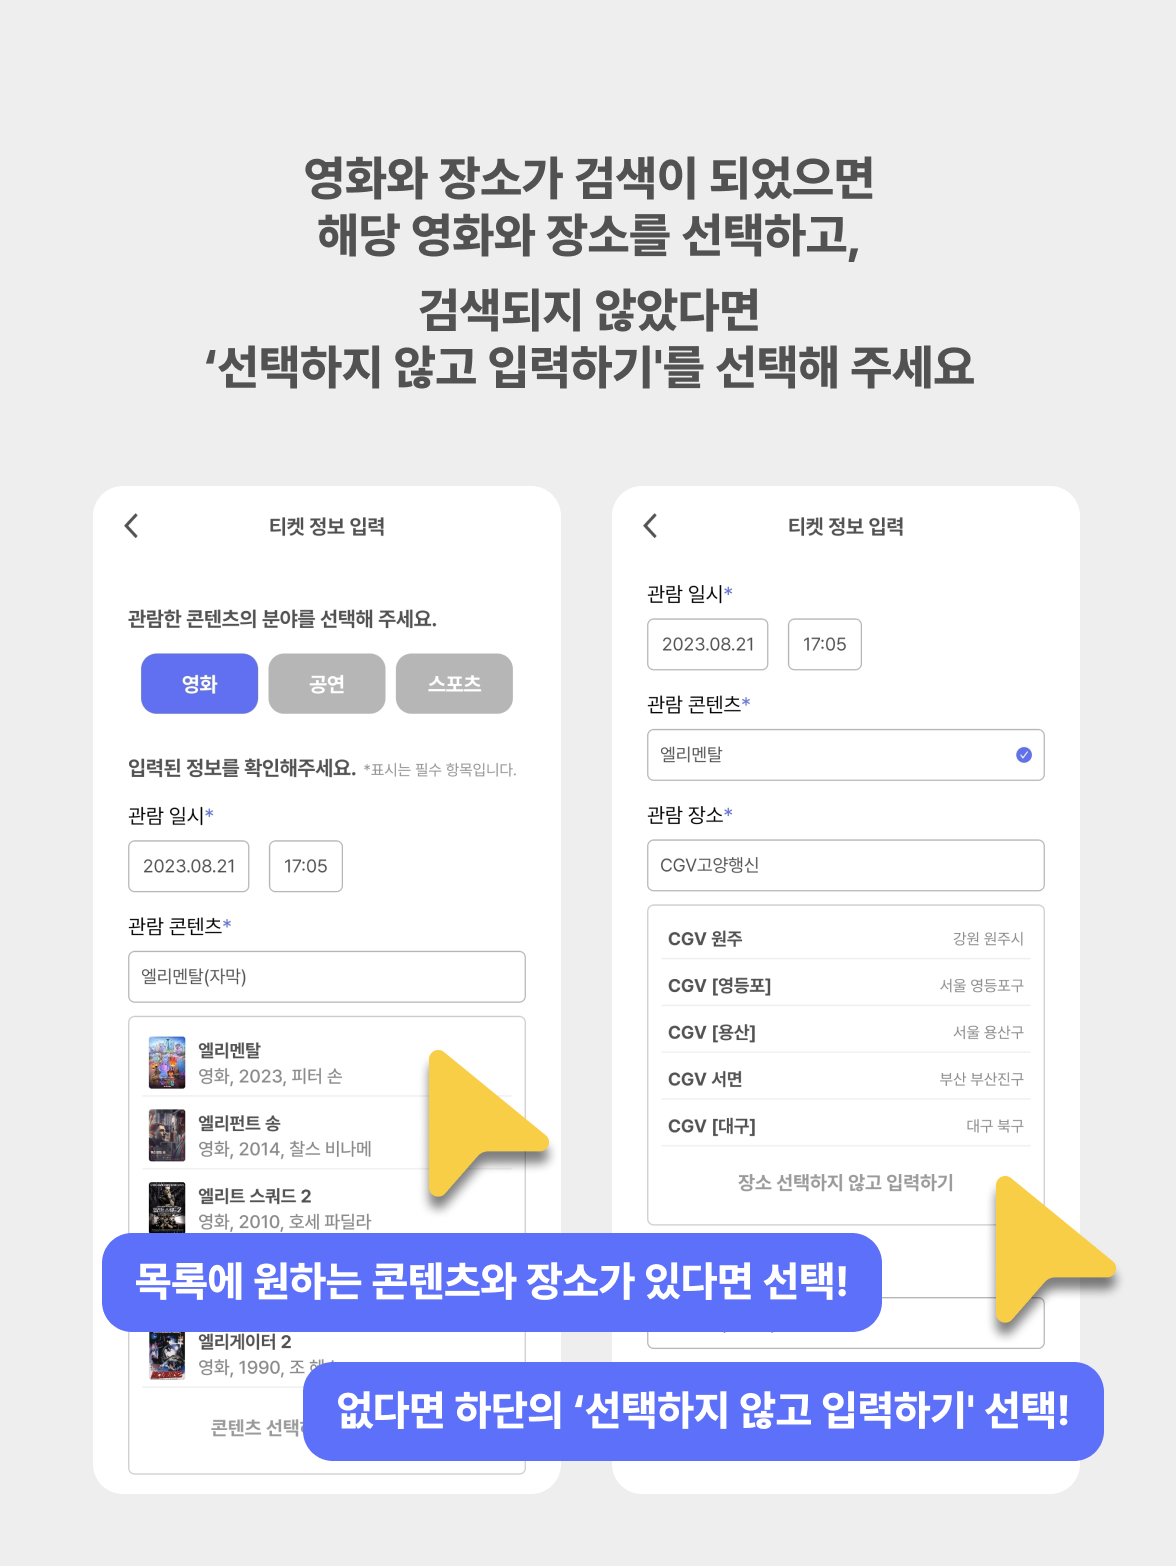 영화와 장소가 검색이 되었으면
해당 영화와 장소를 선택하고,
검색되지 않았다면
‘선택하지 않고 입력하기'를 선택해 주세요
티켓 정보 입력
관람한 콘텐츠의 분야를 선택해 주세요.
영화
공연
스포츠
입력된 정보를 확인해주세요. *표시는 필수 항목입니다.
관람 일시*
2023.08.21
17:05
관람 콘텐츠*
엘리멘탈(자막)
엘리멘탈
영화, 2023, 피터 손
엘리펀트 송
영화, 2014, 찰스 비나메
엘리트 스쿼드 2
영화, 2010, 호세 파딜라
엘리게이터 2
영화, 1990, 조
콘텐츠
티켓 정보 입력
관람 일시*
2023.08.21
17:05
관람 콘텐츠*
엘리멘탈
관람 장소*
CGV고양행신
CGV 원주
강원 원주시
CGV [영등포]
서울 영등포구
CGV [용산]
서울 용산구
CGV 서면
부산 부산진구
CGV [대구]
대구 북구
장소 선택하지 않고 입력하기
목록에 원하는 콘텐츠와 장소가 있다면 선택!
없다면 하단의 ‘선택하지 않고 입력하기' 선택!